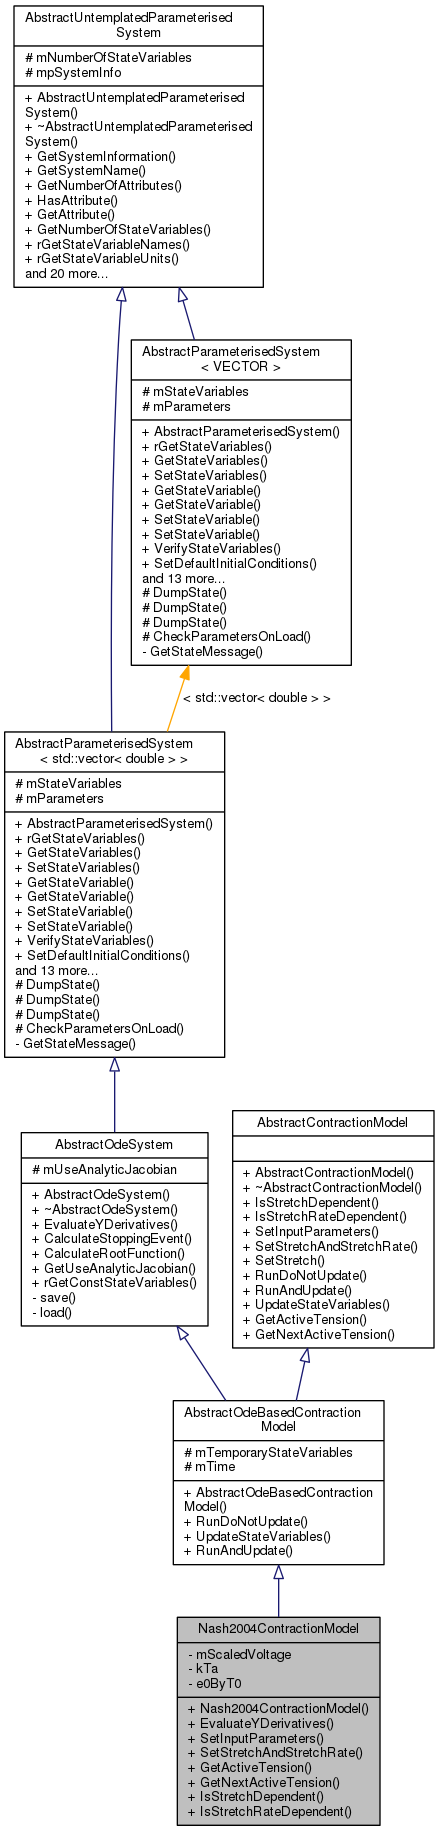 AbstractUntemplatedParameterised
System
# mNumberOfStateVariables
# mpSystemInfo
+ AbstractUntemplatedParameterised
System()
+ ~AbstractUntemplatedParameterised
System()
+ GetSystemInformation()
+ GetSystemName()
+ GetNumberOfAttributes()
+ HasAttribute()
+ GetAttribute()
+ GetNumberOfStateVariables()
+ rGetStateVariableNames()
+ rGetStateVariableUnits()
and 20 more...
AbstractParameterisedSystem
< VECTOR >
# mStateVariables
# mParameters
+ AbstractParameterisedSystem()
+ rGetStateVariables()
+ GetStateVariables()
+ SetStateVariables()
+ GetStateVariable()
+ GetStateVariable()
+ SetStateVariable()
+ SetStateVariable()
+ VerifyStateVariables()
+ SetDefaultInitialConditions()
and 13 more...
# DumpState()
# DumpState()
# DumpState()
# CheckParametersOnLoad()
- GetStateMessage()
< std::vector< double > >
AbstractParameterisedSystem
< std::vector< double > >
# mStateVariables
# mParameters
+ AbstractParameterisedSystem()
+ rGetStateVariables()
+ GetStateVariables()
+ SetStateVariables()
+ GetStateVariable()
+ GetStateVariable()
+ SetStateVariable()
+ SetStateVariable()
+ VerifyStateVariables()
+ SetDefaultInitialConditions()
and 13 more...
# DumpState()
# DumpState()
# DumpState()
# CheckParametersOnLoad()
- GetStateMessage()
AbstractOdeSystem
# mUseAnalyticJacobian
+ AbstractOdeSystem()
+ ~AbstractOdeSystem()
+ EvaluateYDerivatives()
+ CalculateStoppingEvent()
+ CalculateRootFunction()
+ GetUseAnalyticJacobian()
+ rGetConstStateVariables()
- save()
- load()
AbstractContractionModel
+ AbstractContractionModel()
+ ~AbstractContractionModel()
+ IsStretchDependent()
+ IsStretchRateDependent()
+ SetInputParameters()
+ SetStretchAndStretchRate()
+ SetStretch()
+ RunDoNotUpdate()
+ RunAndUpdate()
+ UpdateStateVariables()
+ GetActiveTension()
+ GetNextActiveTension()
AbstractOdeBasedContraction
Model
# mTemporaryStateVariables
# mTime
+ AbstractOdeBasedContraction
Model()
+ RunDoNotUpdate()
+ UpdateStateVariables()
+ RunAndUpdate()
Nash2004ContractionModel
- mScaledVoltage
- kTa
- e0ByT0
+ Nash2004ContractionModel()
+ EvaluateYDerivatives()
+ SetInputParameters()
+ SetStretchAndStretchRate()
+ GetActiveTension()
+ GetNextActiveTension()
+ IsStretchDependent()
+ IsStretchRateDependent()